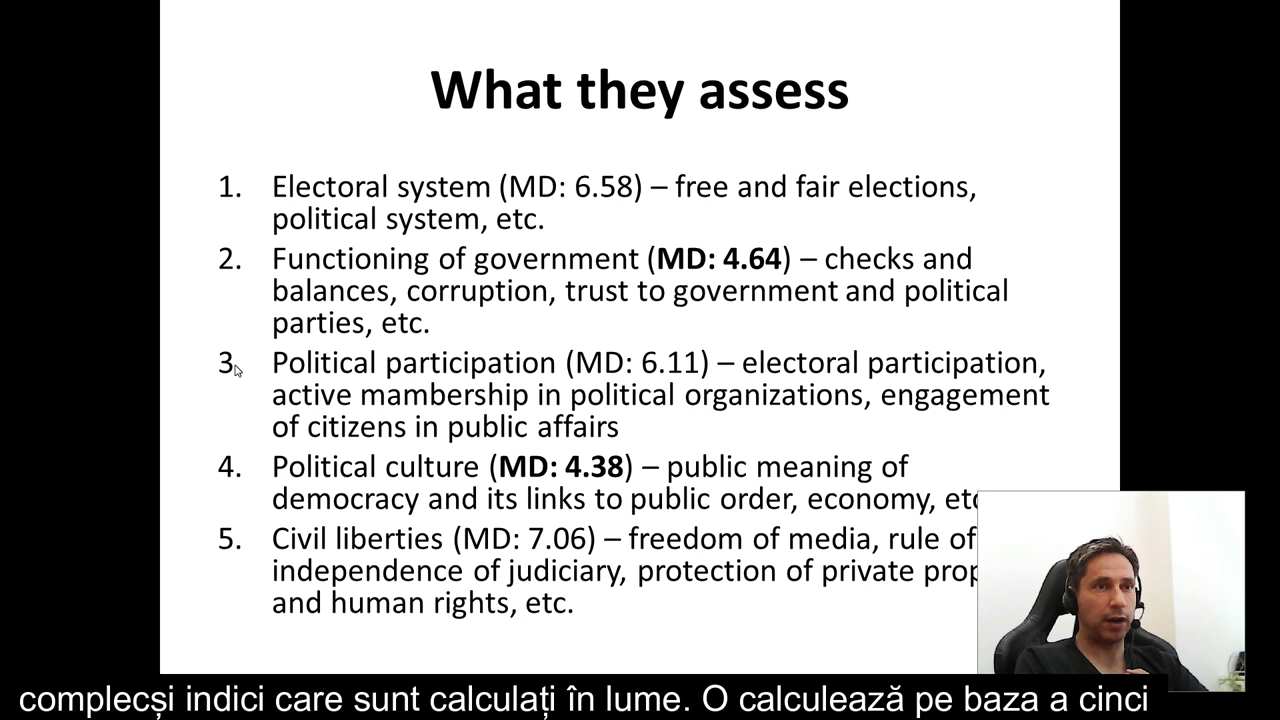 What they assess
1. Electoral system (MD: 6.58) – free and fair elections,
political system, etc.
2. Functioning of government (MD: 4.64) – checks and
balances, corruption, trust to government and political
parties, etc.
3. Political participation (MD: 6.11) – electoral participation,
active mambership in political organizations, engagement
of citizens in public affairs
4. Political culture (MD: 4.38) – public meaning of
democracy and its links to public order, economy,
5. Civil liberties (MD: 7.06) – freedom of media, rule of
independence of judiciary, protection of private
and human rights, etc.
complecși indici care sunt calculați în lume. O calculează pe baza a cinci